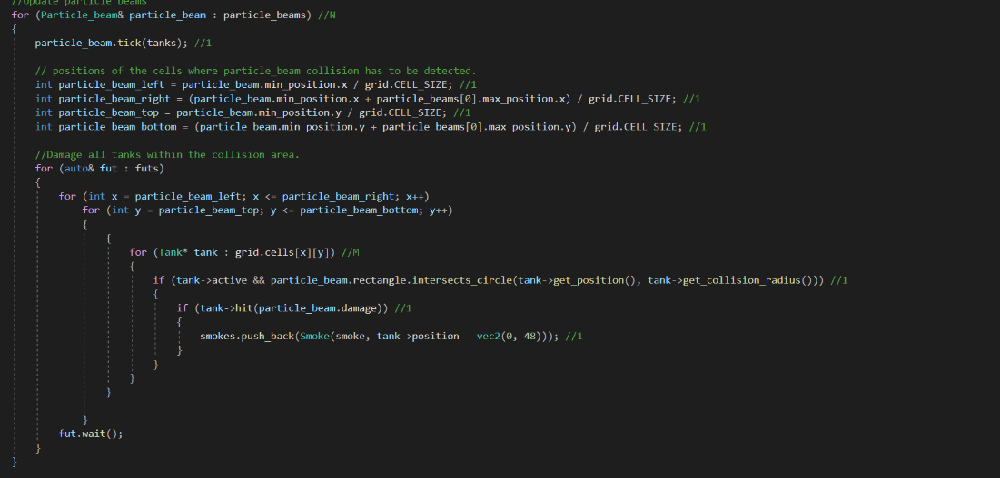 //Update particle beams
for (Particle_beam& particle_beam : particle_beams) //N
{
particle_beam.tick(tanks); //1
// positions of the cells where particle_beam collision has to be detected.
int particle_beam_left = particle_beam.min_position.x / grid.CELL_SIZE; //1
int particle_beam_right = (particle_beam.min_position.x + particle_beams[0].max_position.x) / grid.CELL_SIZE; //1
int particle_beam_top = particle_beam.min_position.y / grid.CELL_SIZE; //1
int particle_beam_bottom = (particle_beam.min_position.y + particle_beams[0].max_position.y) / grid.CELL_SIZE; //1
//Damage all tanks within the collision area.
for (auto& fut : futs)
{
for (int x = particle_beam_left; x <= particle_beam_right; x++)
for (int y = particle_beam_top; y <= particle_beam_bottom; y++)
{
{
for (Tank* tank : grid.cells[x][y]) //M
{
if (tank->active && particle_beam.rectangle.intersects_circle(tank->get_position(), tank->get_collision_radius())) //1
{
if (tank->hit(particle_beam.damage)) //1
{
smokes.push_back(Smoke(smoke, tank->position - vec2(0, 48))); //1
}
}
}
}
}
fut.wait();
}
}